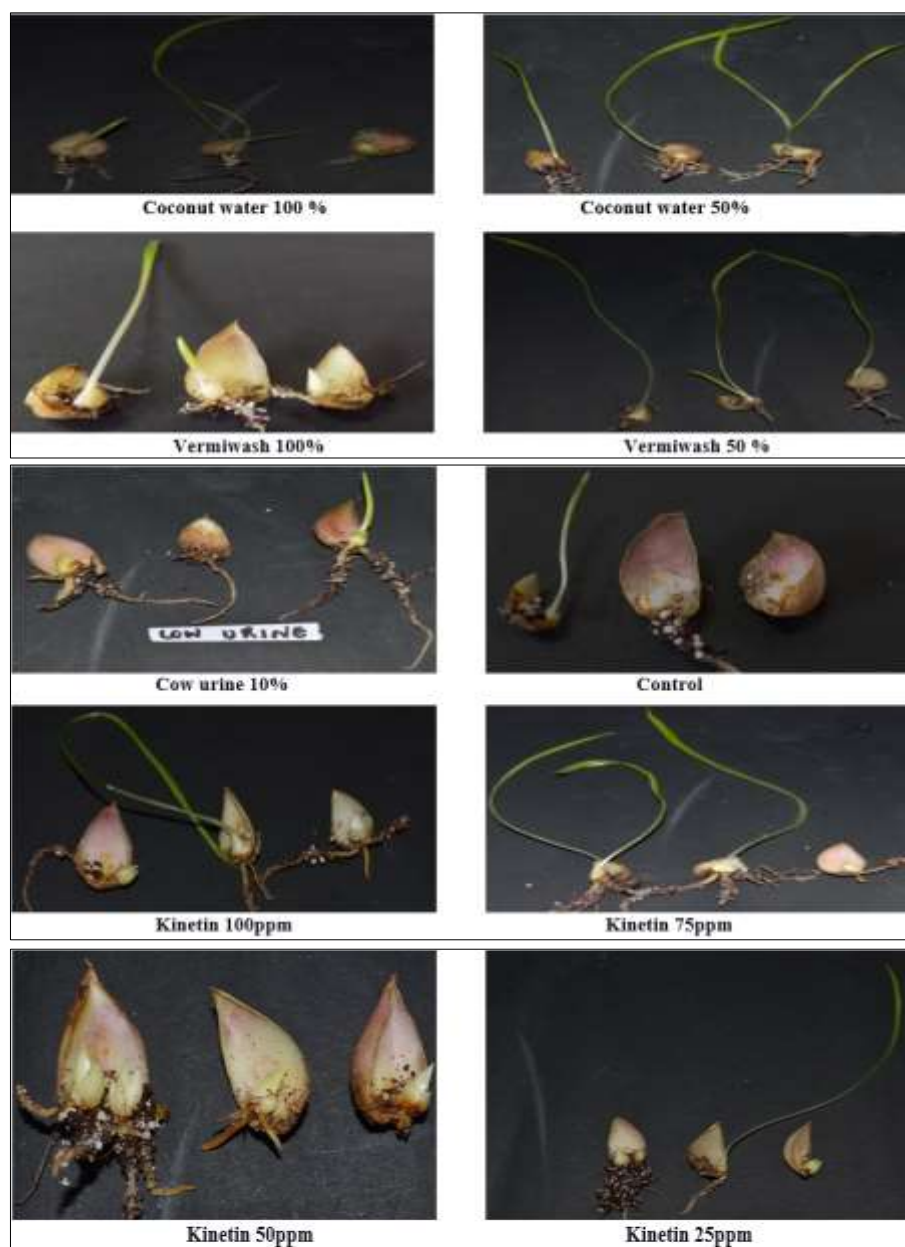 Coconut water 100 %
Coconut water 50%
Vermiwash 100%
Vermiwash 50 %
COW URINE
Cow urine 10%
Control
Kinetin 100ppm
Kinetin 75ppm
Kinetin 50ppm
Kinetin 25ppm